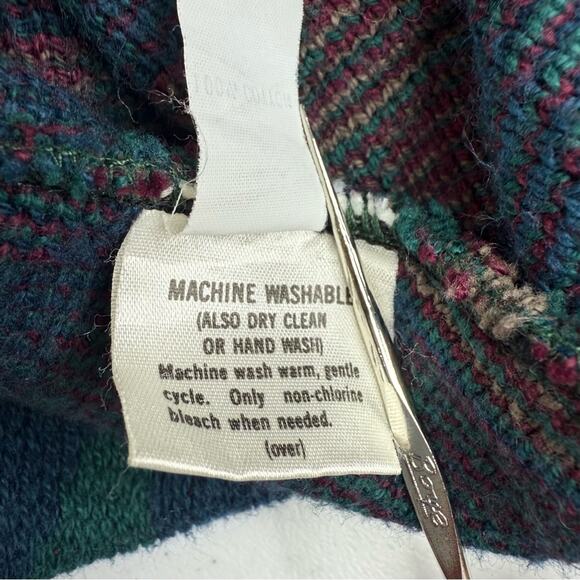 MACHINE WASHABLE
(ALSO DRY CLEAN
OR HAND WASH)
Machine wash warm, gentle
cycle. Only non-chlorine
bleach when needed.
(over)